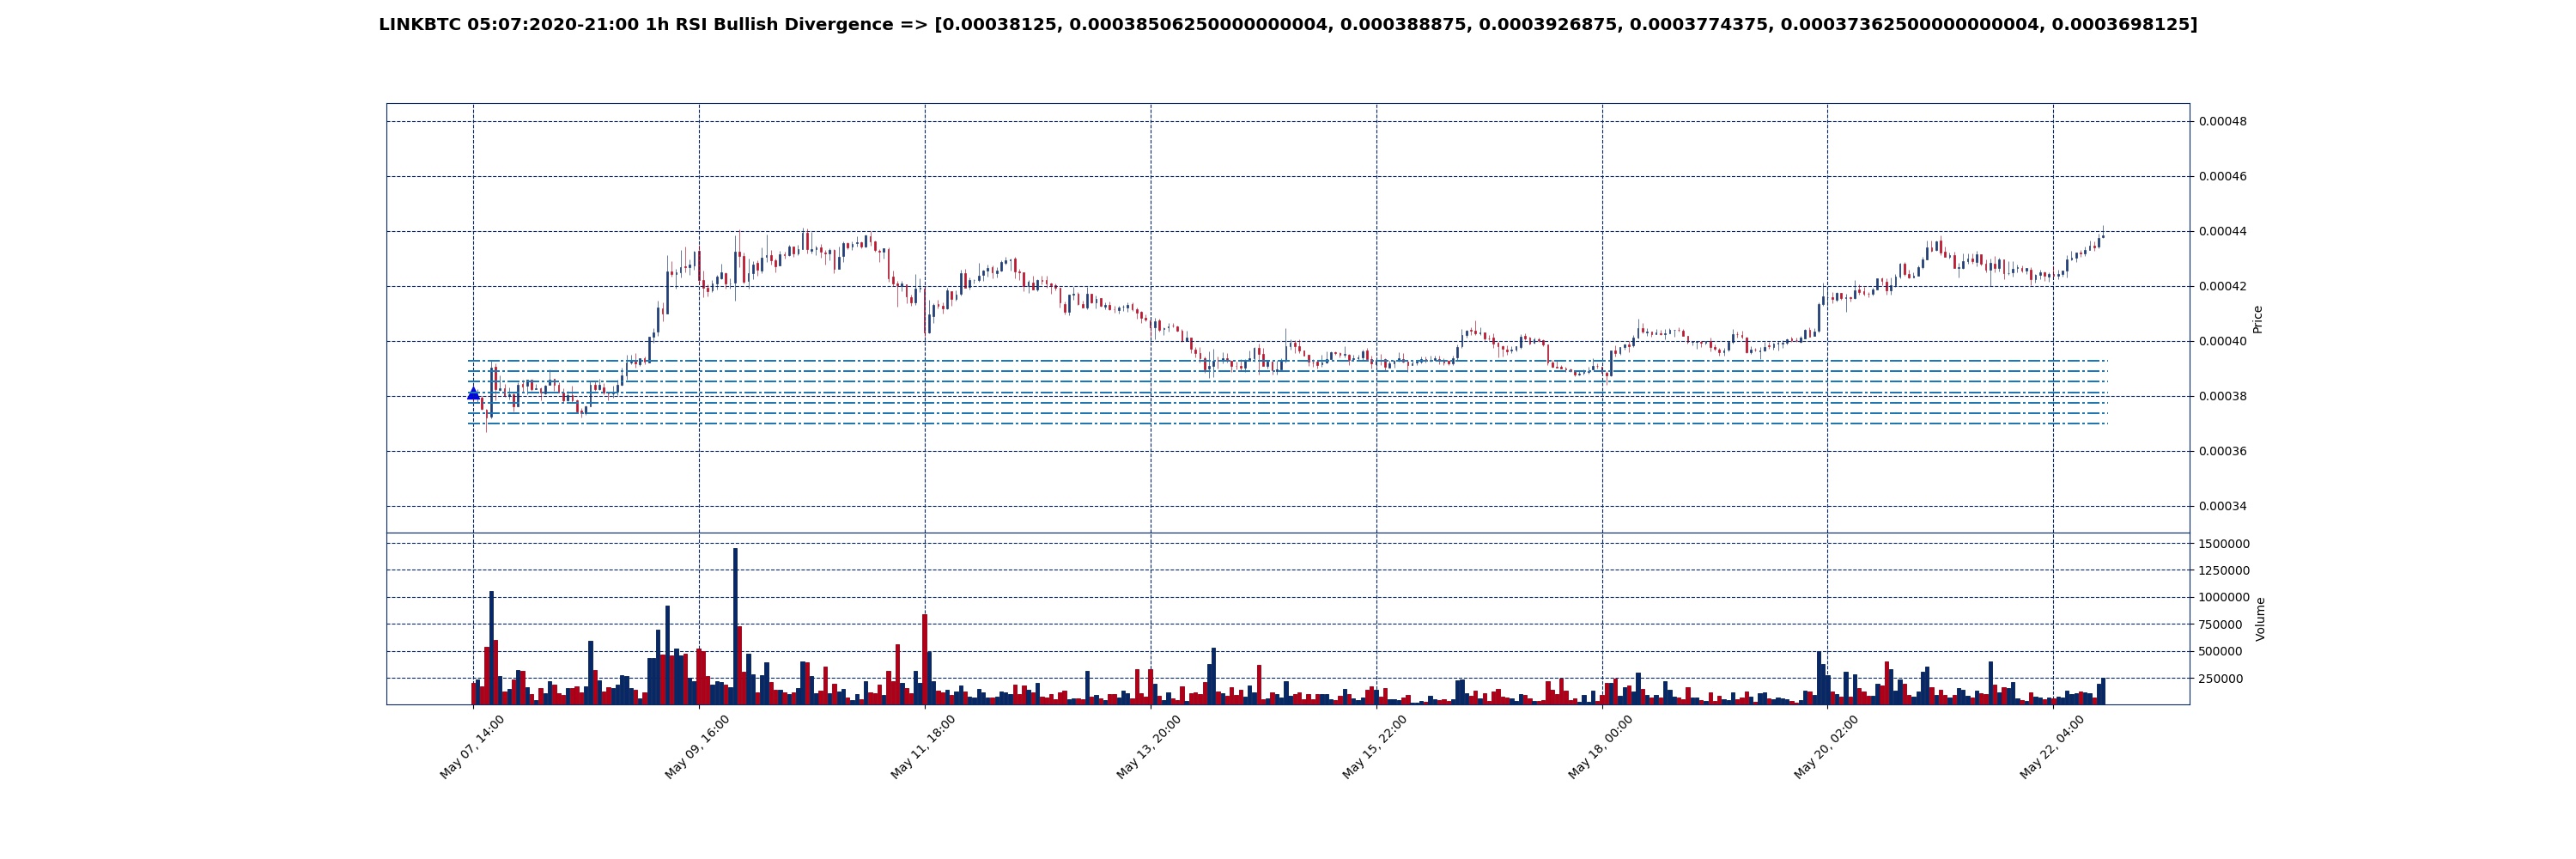 LINKBTC 05:07:2020-21:00 1h RSI Bullish Divergence => [0.00038125, 0.00038506250000000004, 0.000388875, 0.0003926875, 0.0003774375, 0.00037362500000000004, 0.0003698125]
0.00048
0.00046
0.00044
0.00042
0.00040
0.00038
0.00036
0.00034
Price
1500000
1250000
1000000
750000
500000
250000
Volume
May 07, 14:00
May 09, 16:00
May 11, 18:00
May 13, 20:00
May 15, 22:00
May 18, 00:00
May 20, 02:00
May 22, 04:00